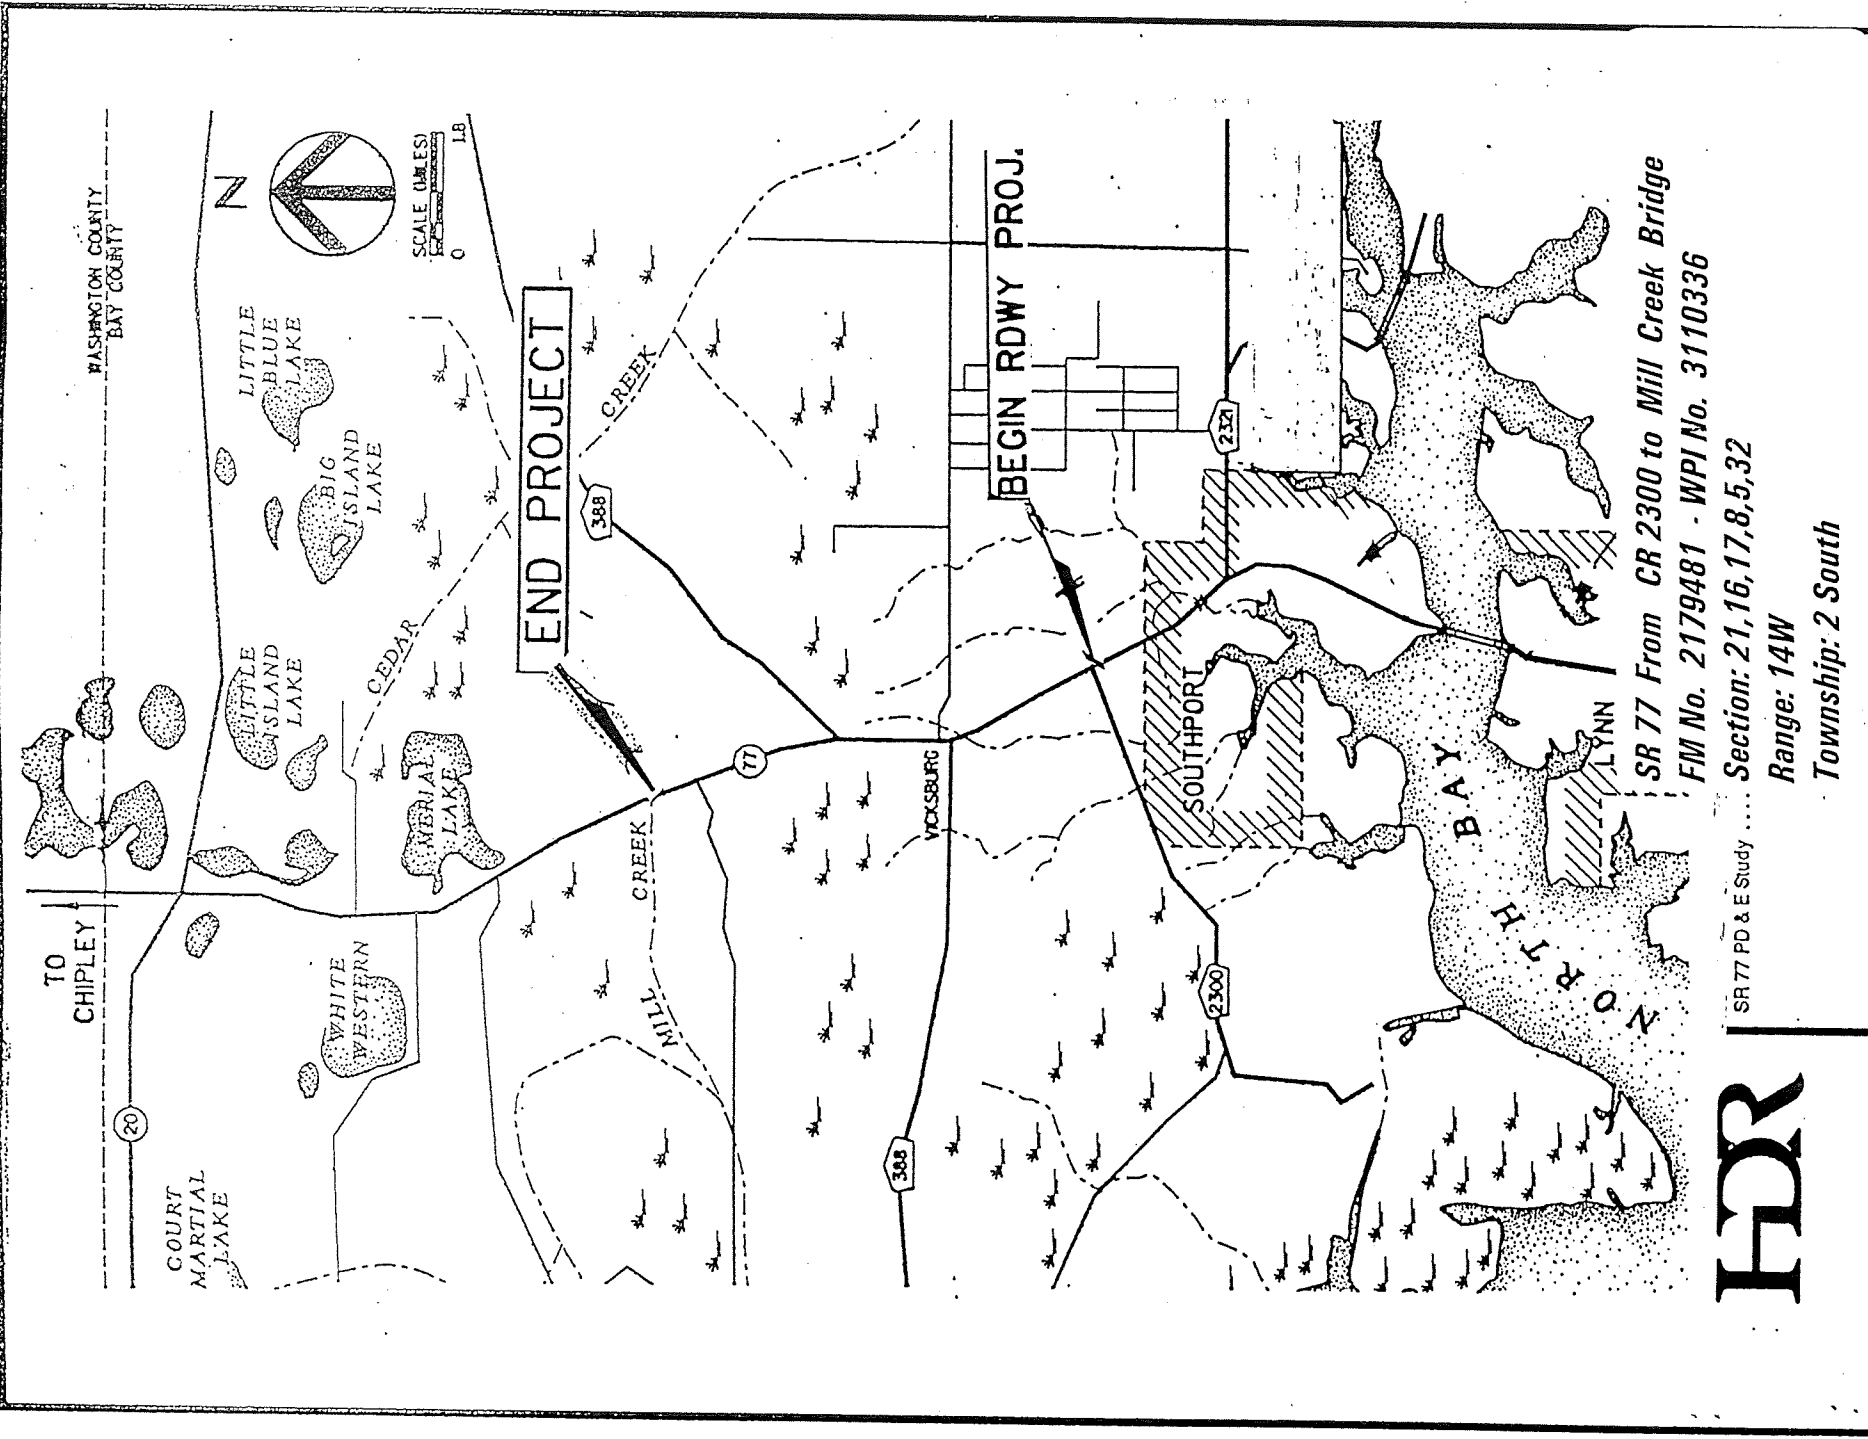 WASHINGTON COUNTY
BAY COUNTY
TO
CHIPLEY
N
SCALE (MILES)
0 1.8
20
COURT
MARTIAL
LAKE
LITTLE
BLUE
LAKE
BIG
ISLAND
LAKE
LITTLE
ISLAND
LAKE
WHITE
WESTERN
MERIAL
LAKE
CEDAR
CREEK
END PROJECT
388
77
MILL
CREEK
VICKSBURG
388
BEGIN RDWY PROJ.
2321
SOUTHPORT
2300
NORTH BAY
LYNN
SR 77 From CR 2300 to Mill Creek Bridge
FM No. 2179481 - WPI No. 3110336
Section: 21,16,17,8,5,32
Range: 14W
Township: 2 South
SR 77 PD & E Study ....
HDR